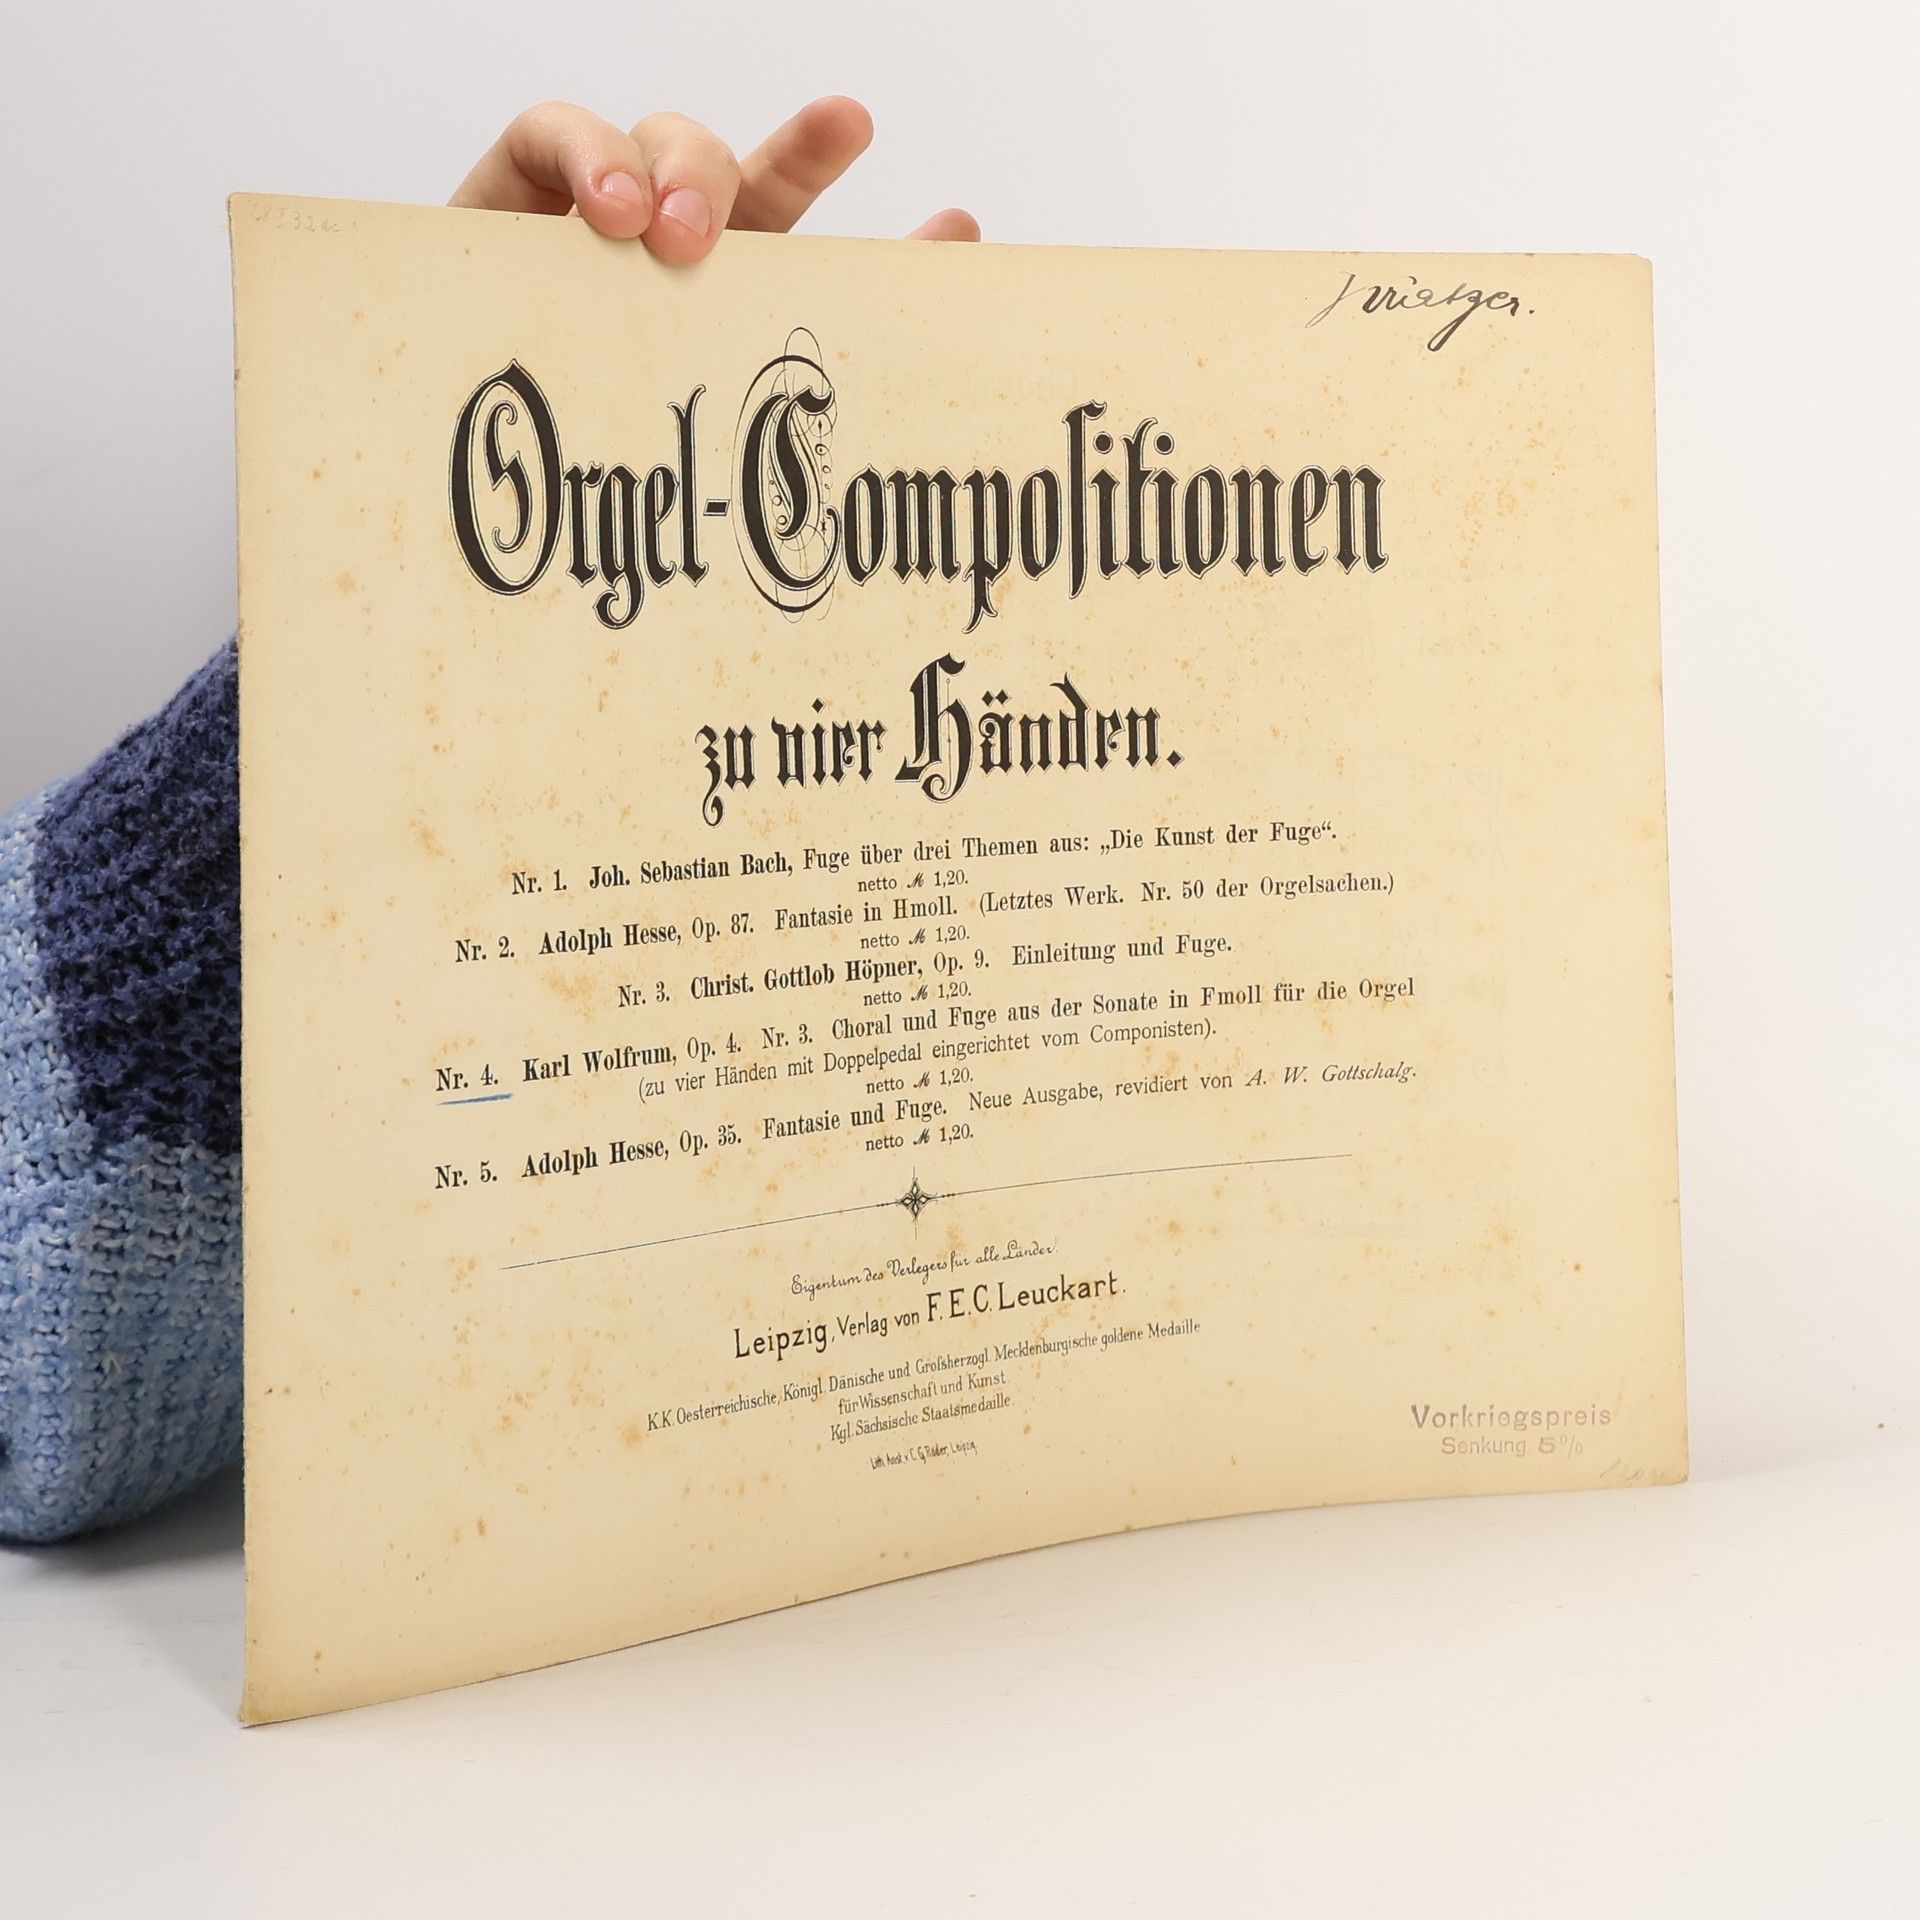 Orgel-Compositionen
zu vier Händen.
Nr. 1. Joh. Sebastian Bach, Fuge über drei Themen aus: „Die Kunst der Fuge“.
netto ℳ 1,20.
Nr. 2. Adolph Hesse, Op. 87. Fantasie in Hmoll. (Letztes Werk. Nr. 50 der Orgelsachen.)
netto ℳ 1,20.
Nr. 3. Christ. Gottlob Höpner, Op. 9. Einleitung und Fuge.
netto ℳ 1,20.
Nr. 4. Karl Wolfrum, Op. 4. Nr. 3. Choral und Fuge aus der Sonate in Fmoll für die Orgel
(zu vier Händen mit Doppelpedal eingerichtet vom Componisten).
netto ℳ 1,20.
Nr. 5. Adolph Hesse, Op. 35. Fantasie und Fuge. Neue Ausgabe, revidiert von A. W. Gottschalg.
netto ℳ 1,20.
Eigentum des Verlegers für alle Länder.
Leipzig, Verlag von F. E. C. Leuckart.
K.K. Oesterreichische, Königl. Dänische und Grofsherzogl. Mecklenburgische goldene Medaille
für Wissenschaft und Kunst.
Kgl. Sächsische Staatsmedaille.
Lith. Anst. v. C. G. Röder, Leipzig.
Vorkriegspreis
Senkung 5%